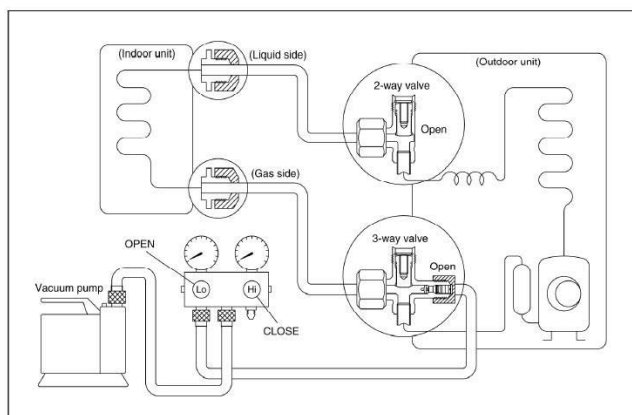 (Indoor unit)
(Liquid side)
(Outdoor unit)
2-way valve
Open
(Gas side)
3-way valve
Open
OPEN
Vacuum pump
Lo
Hi
CLOSE